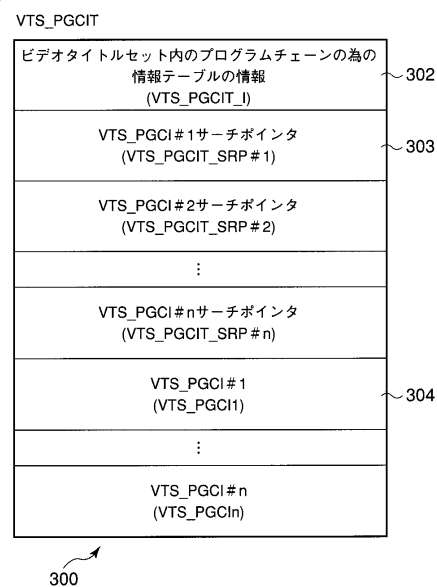 VTS_PGCIT
ビデオタイトルセット内のプログラムチェーンの為の
情報テーブルの情報
(VTS_PGCIT_I)
302
VTS_PGCI#1サーチポインタ
(VTS_PGCIT_SRP#1)
303
VTS_PGCI#2サーチポインタ
(VTS_PGCIT_SRP#2)
⋮
VTS_PGCI#nサーチポインタ
(VTS_PGCIT_SRP#n)
VTS_PGCI#1
(VTS_PGCI1)
304
⋮
VTS_PGCI#n
(VTS_PGCIn)
300